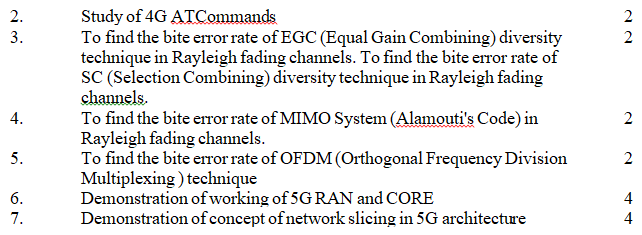 2. Study of 4G ATCommands 2
3. To find the bite error rate of EGC (Equal Gain Combining) diversity 2
technique in Rayleigh fading channels. To find the bite error rate of
SC (Selection Combining) diversity technique in Rayleigh fading
channels.
4. To find the bite error rate of MIMO System (Alamouti's Code) in 2
Rayleigh fading channels.
5. To find the bite error rate of OFDM (Orthogonal Frequency Division 2
Multiplexing ) technique
6. Demonstration of working of 5G RAN and CORE 4
7. Demonstration of concept of network slicing in 5G architecture 4